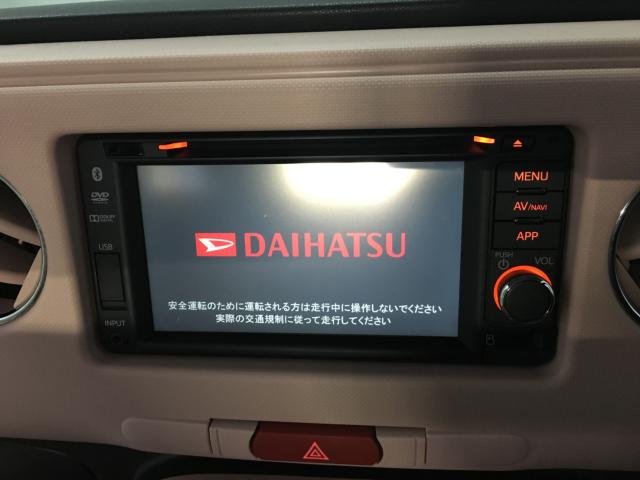 DVD
DOLBY
DIGITAL
USB
INPUT
DAIHATSU
安全運転のために運転される方は走行中に操作しないでください
実際の交通規制に従って走行してください
MENU
AV/NAVI
APP
PUSH
VOL